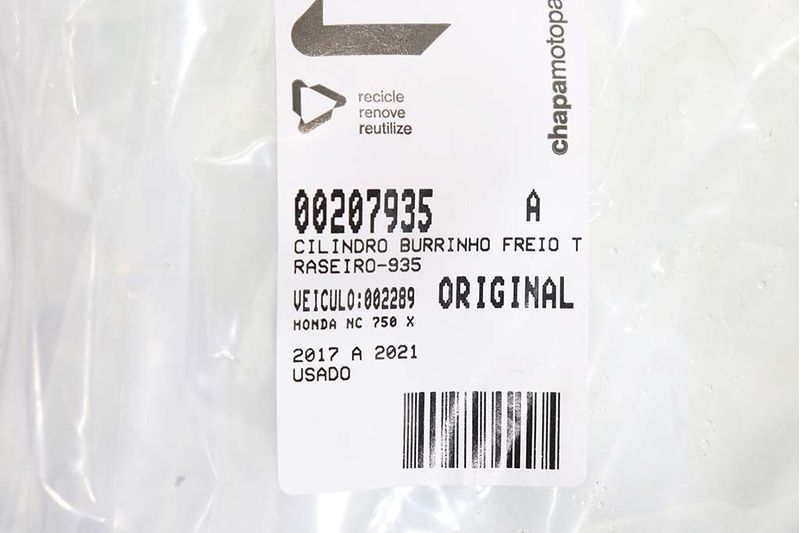 recicle
renove
reutilize
chapamotopa
00207935 A
CILINDRO BURRINHO FREIO T
RASEIRO-935
VEICULO:002289 ORIGINAL
HONDA NC 750 X
2017 A 2021
USADO